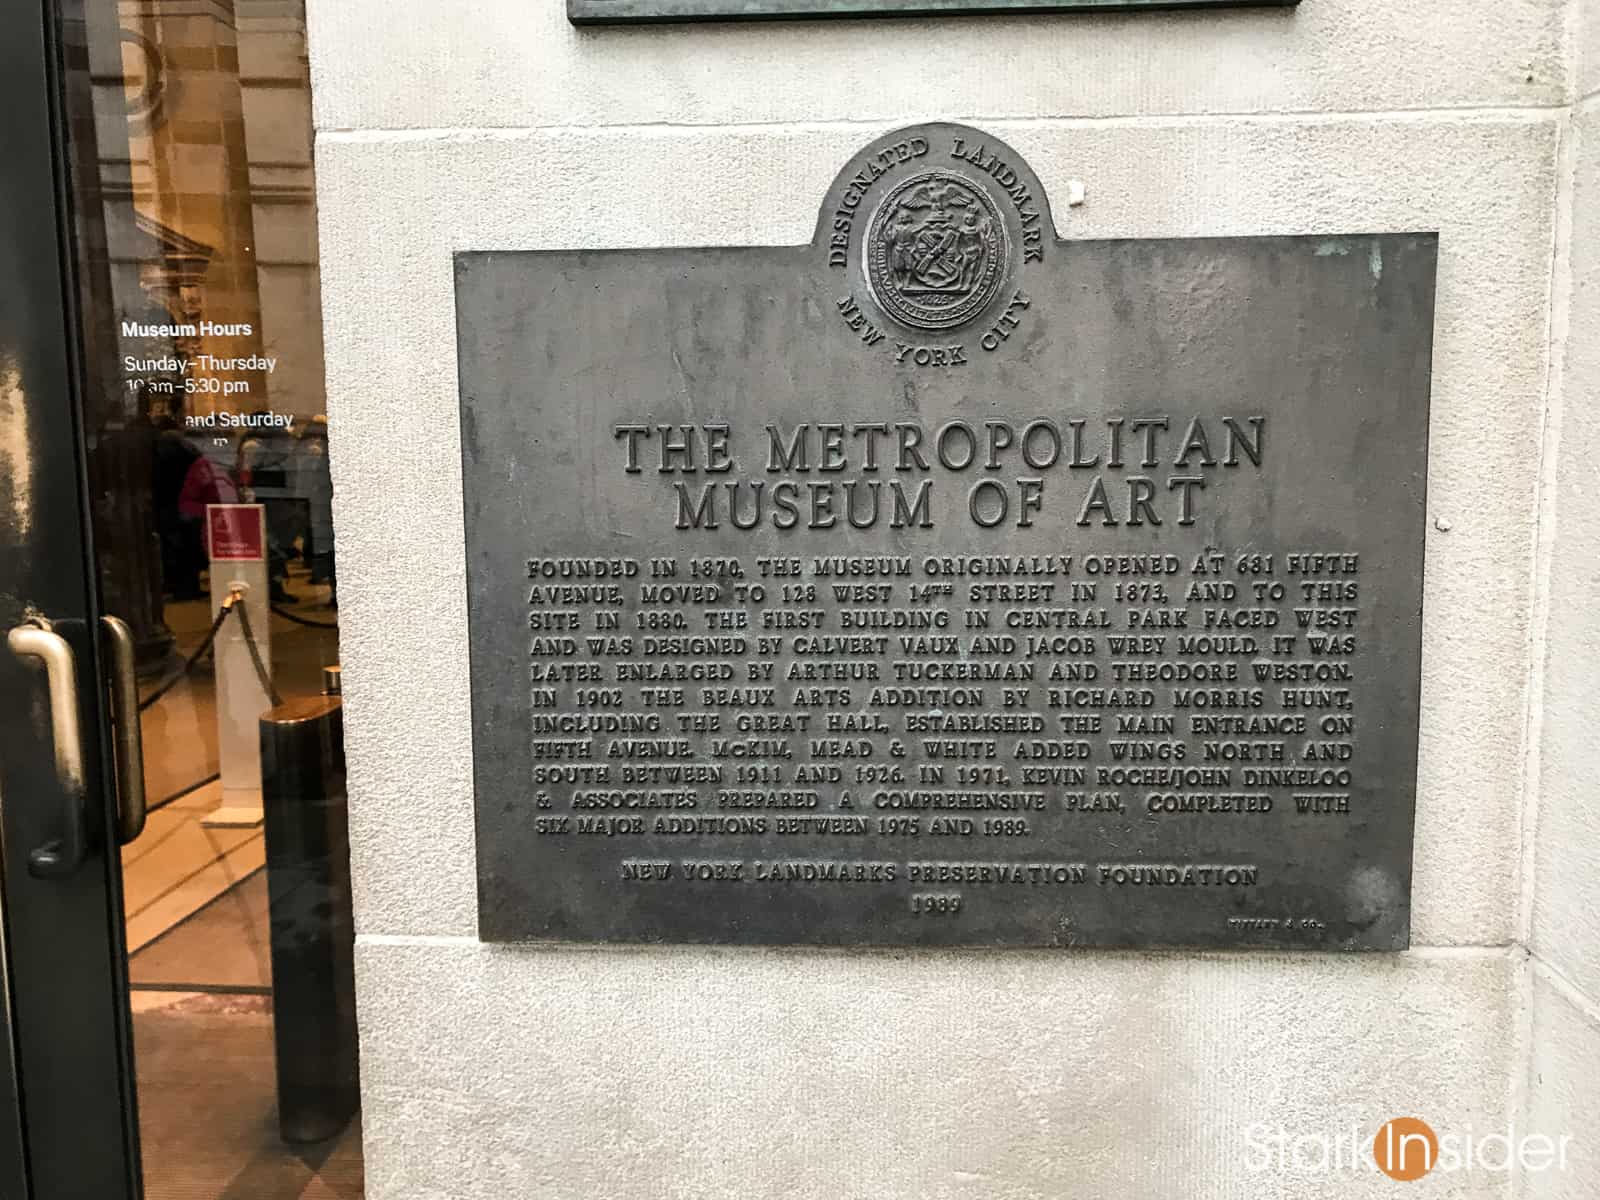 Museum Hours
Sunday–Thursday
10 am–5:30 pm
and Saturday
DESIGNATED LANDMARK
NEW YORK CITY
1625
THE METROPOLITAN
MUSEUM OF ART
FOUNDED IN 1870, THE MUSEUM ORIGINALLY OPENED AT 681 FIFTH
AVENUE, MOVED TO 128 WEST 14TH STREET IN 1873, AND TO THIS
SITE IN 1880. THE FIRST BUILDING IN CENTRAL PARK FACED WEST
AND WAS DESIGNED BY CALVERT VAUX AND JACOB WREY MOULD. IT WAS
LATER ENLARGED BY ARTHUR TUCKERMAN AND THEODORE WESTON.
IN 1902 THE BEAUX ARTS ADDITION BY RICHARD MORRIS HUNT,
INCLUDING THE GREAT HALL, ESTABLISHED THE MAIN ENTRANCE ON
FIFTH AVENUE. McKIM, MEAD & WHITE ADDED WINGS NORTH AND
SOUTH BETWEEN 1911 AND 1926. IN 1971, KEVIN ROCHE/JOHN DINKELOO
& ASSOCIATES PREPARED A COMPREHENSIVE PLAN, COMPLETED WITH
SIX MAJOR ADDITIONS BETWEEN 1975 AND 1989.
NEW YORK LANDMARKS PRESERVATION FOUNDATION
1989
StarkInsider